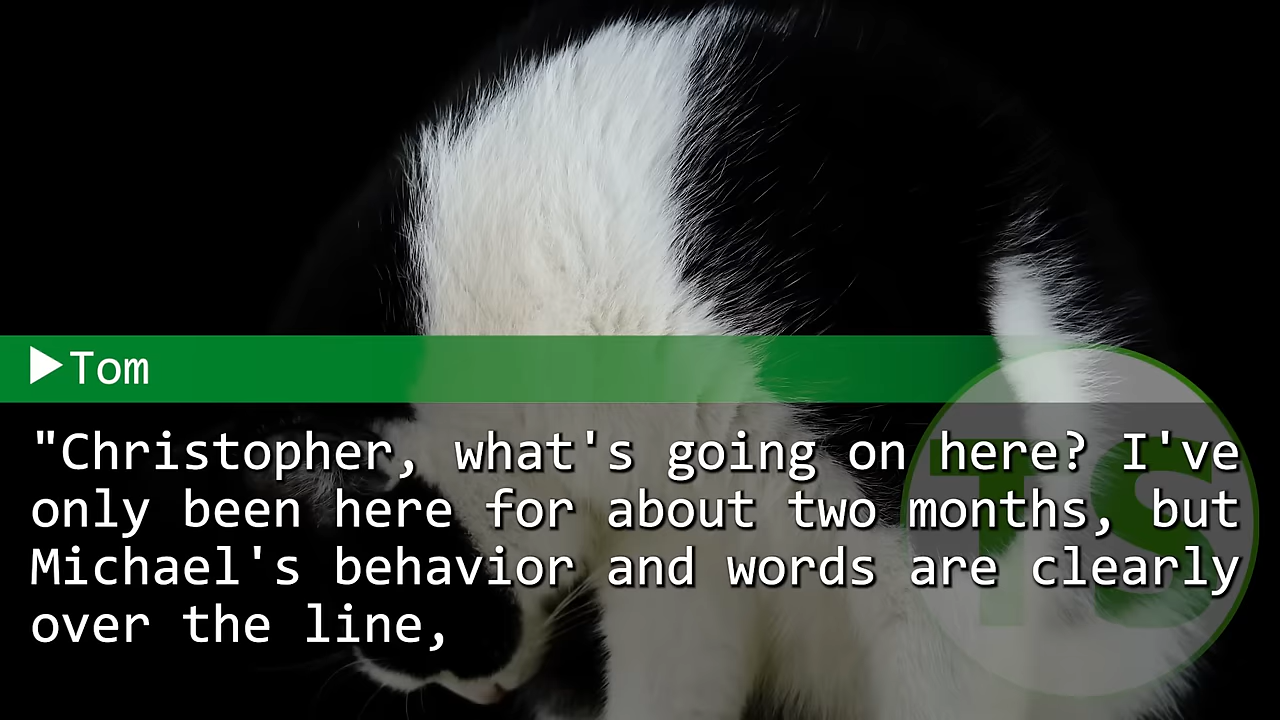 ▶Tom
"Christopher, what's going on here? I've
only been here for about two months, but
Michael's behavior and words are clearly
over the line,
TS